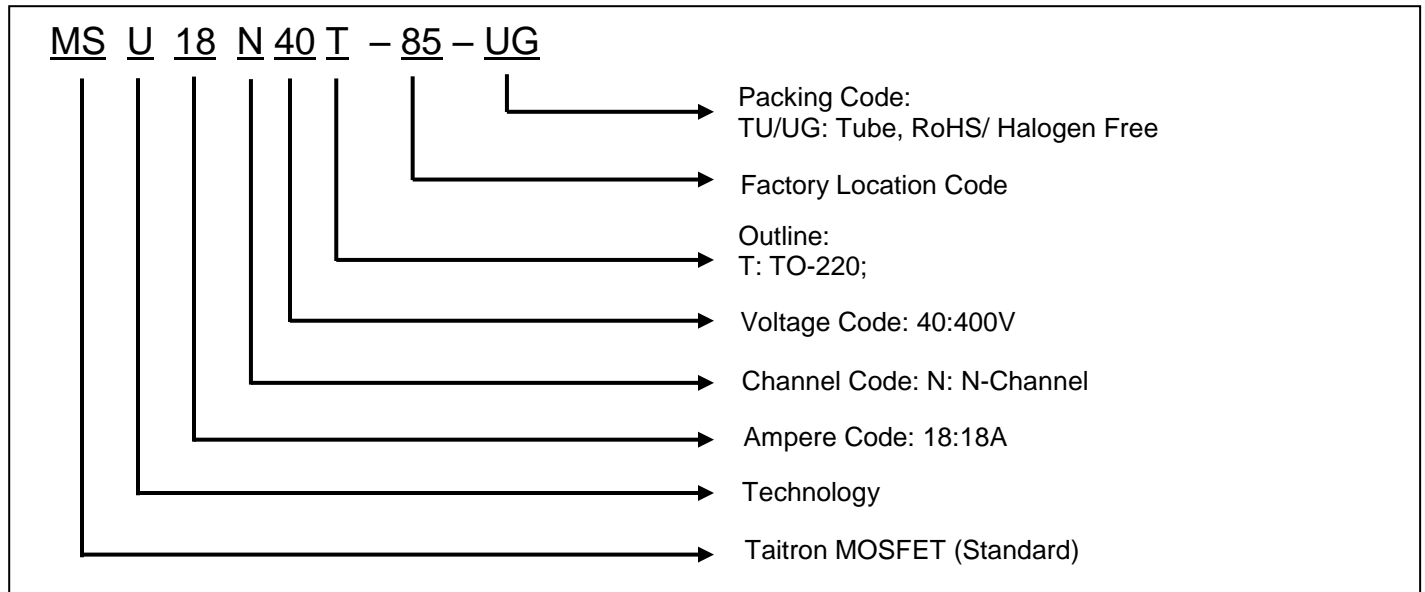 MS U 18 N 40 T – 85 – UG
Packing Code:
TU/UG: Tube, RoHS/ Halogen Free
Factory Location Code
Outline:
T: TO-220;
Voltage Code: 40:400V
Channel Code: N: N-Channel
Ampere Code: 18:18A
Technology
Taitron MOSFET (Standard)